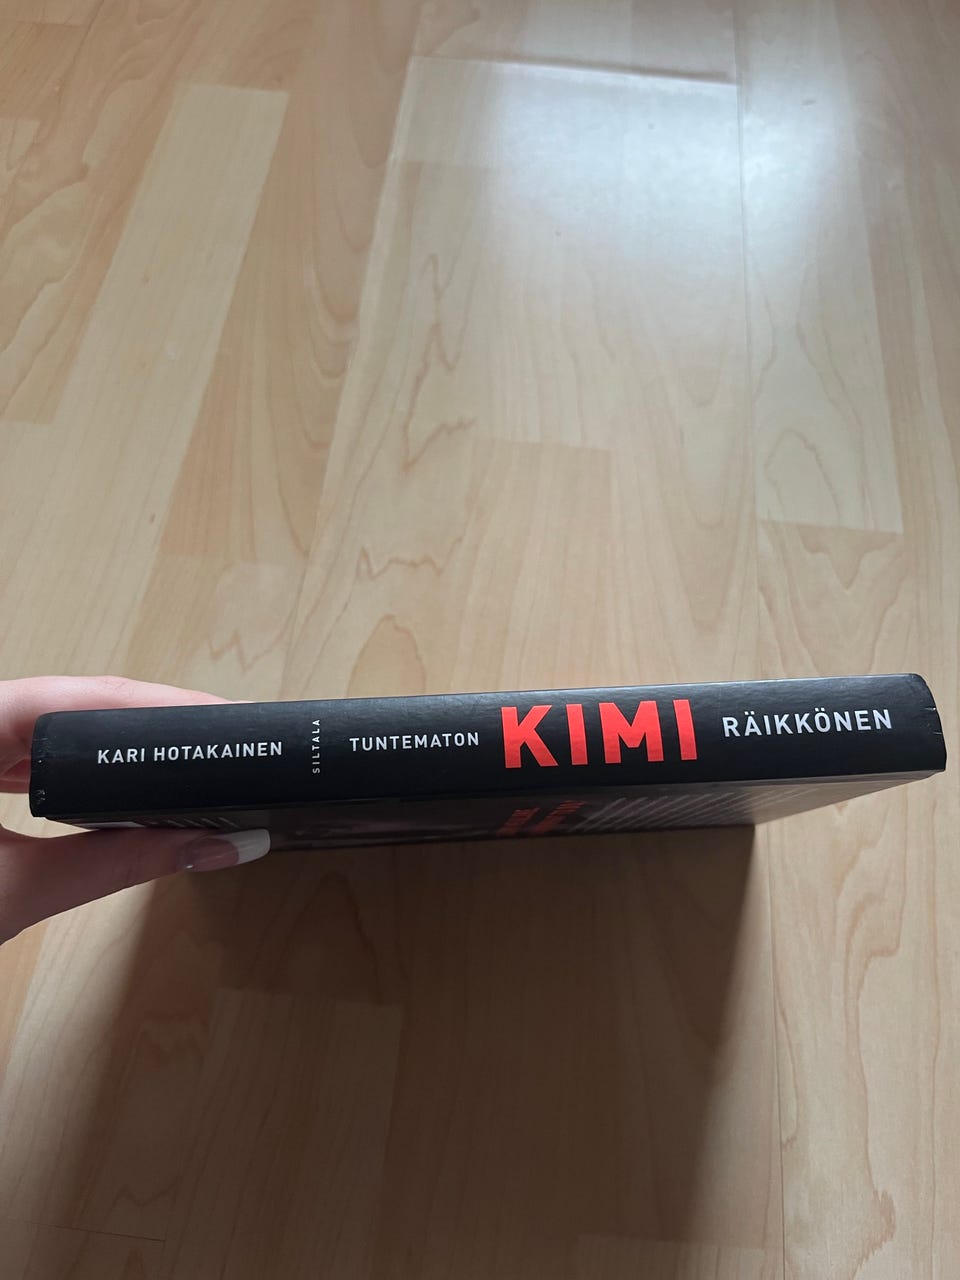 KARI HOTAKAINEN
SILTALA
TUNTEMATON KIMI RÄIKKÖNEN